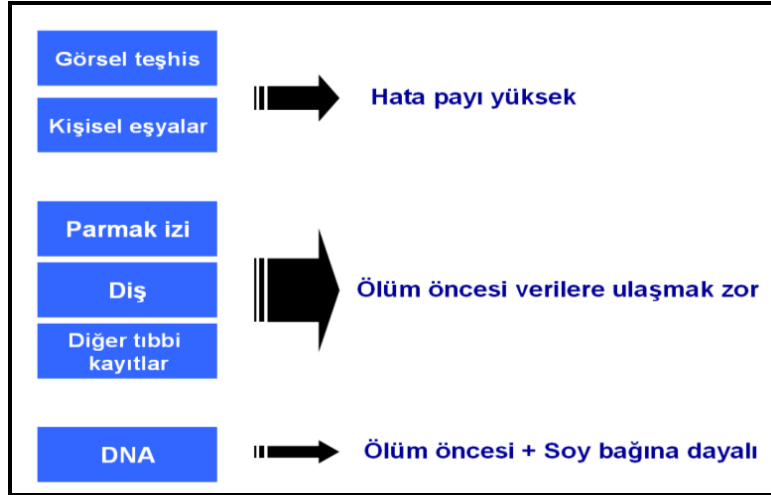 Görsel teşhis
Kişisel eşyalar
Hata payı yüksek
Parmak izi
Diş
Diğer tıbbi
kayıtlar
Ölüm öncesi verilere ulaşmak zor
DNA
Ölüm öncesi + Soy bağına dayalı